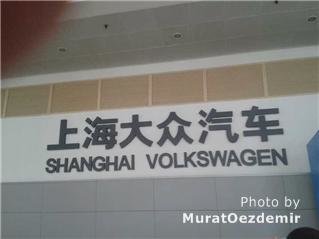 上海大众汽车
SHANGHAI VOLKSWAGEN
Photo by
MuratOezdemir